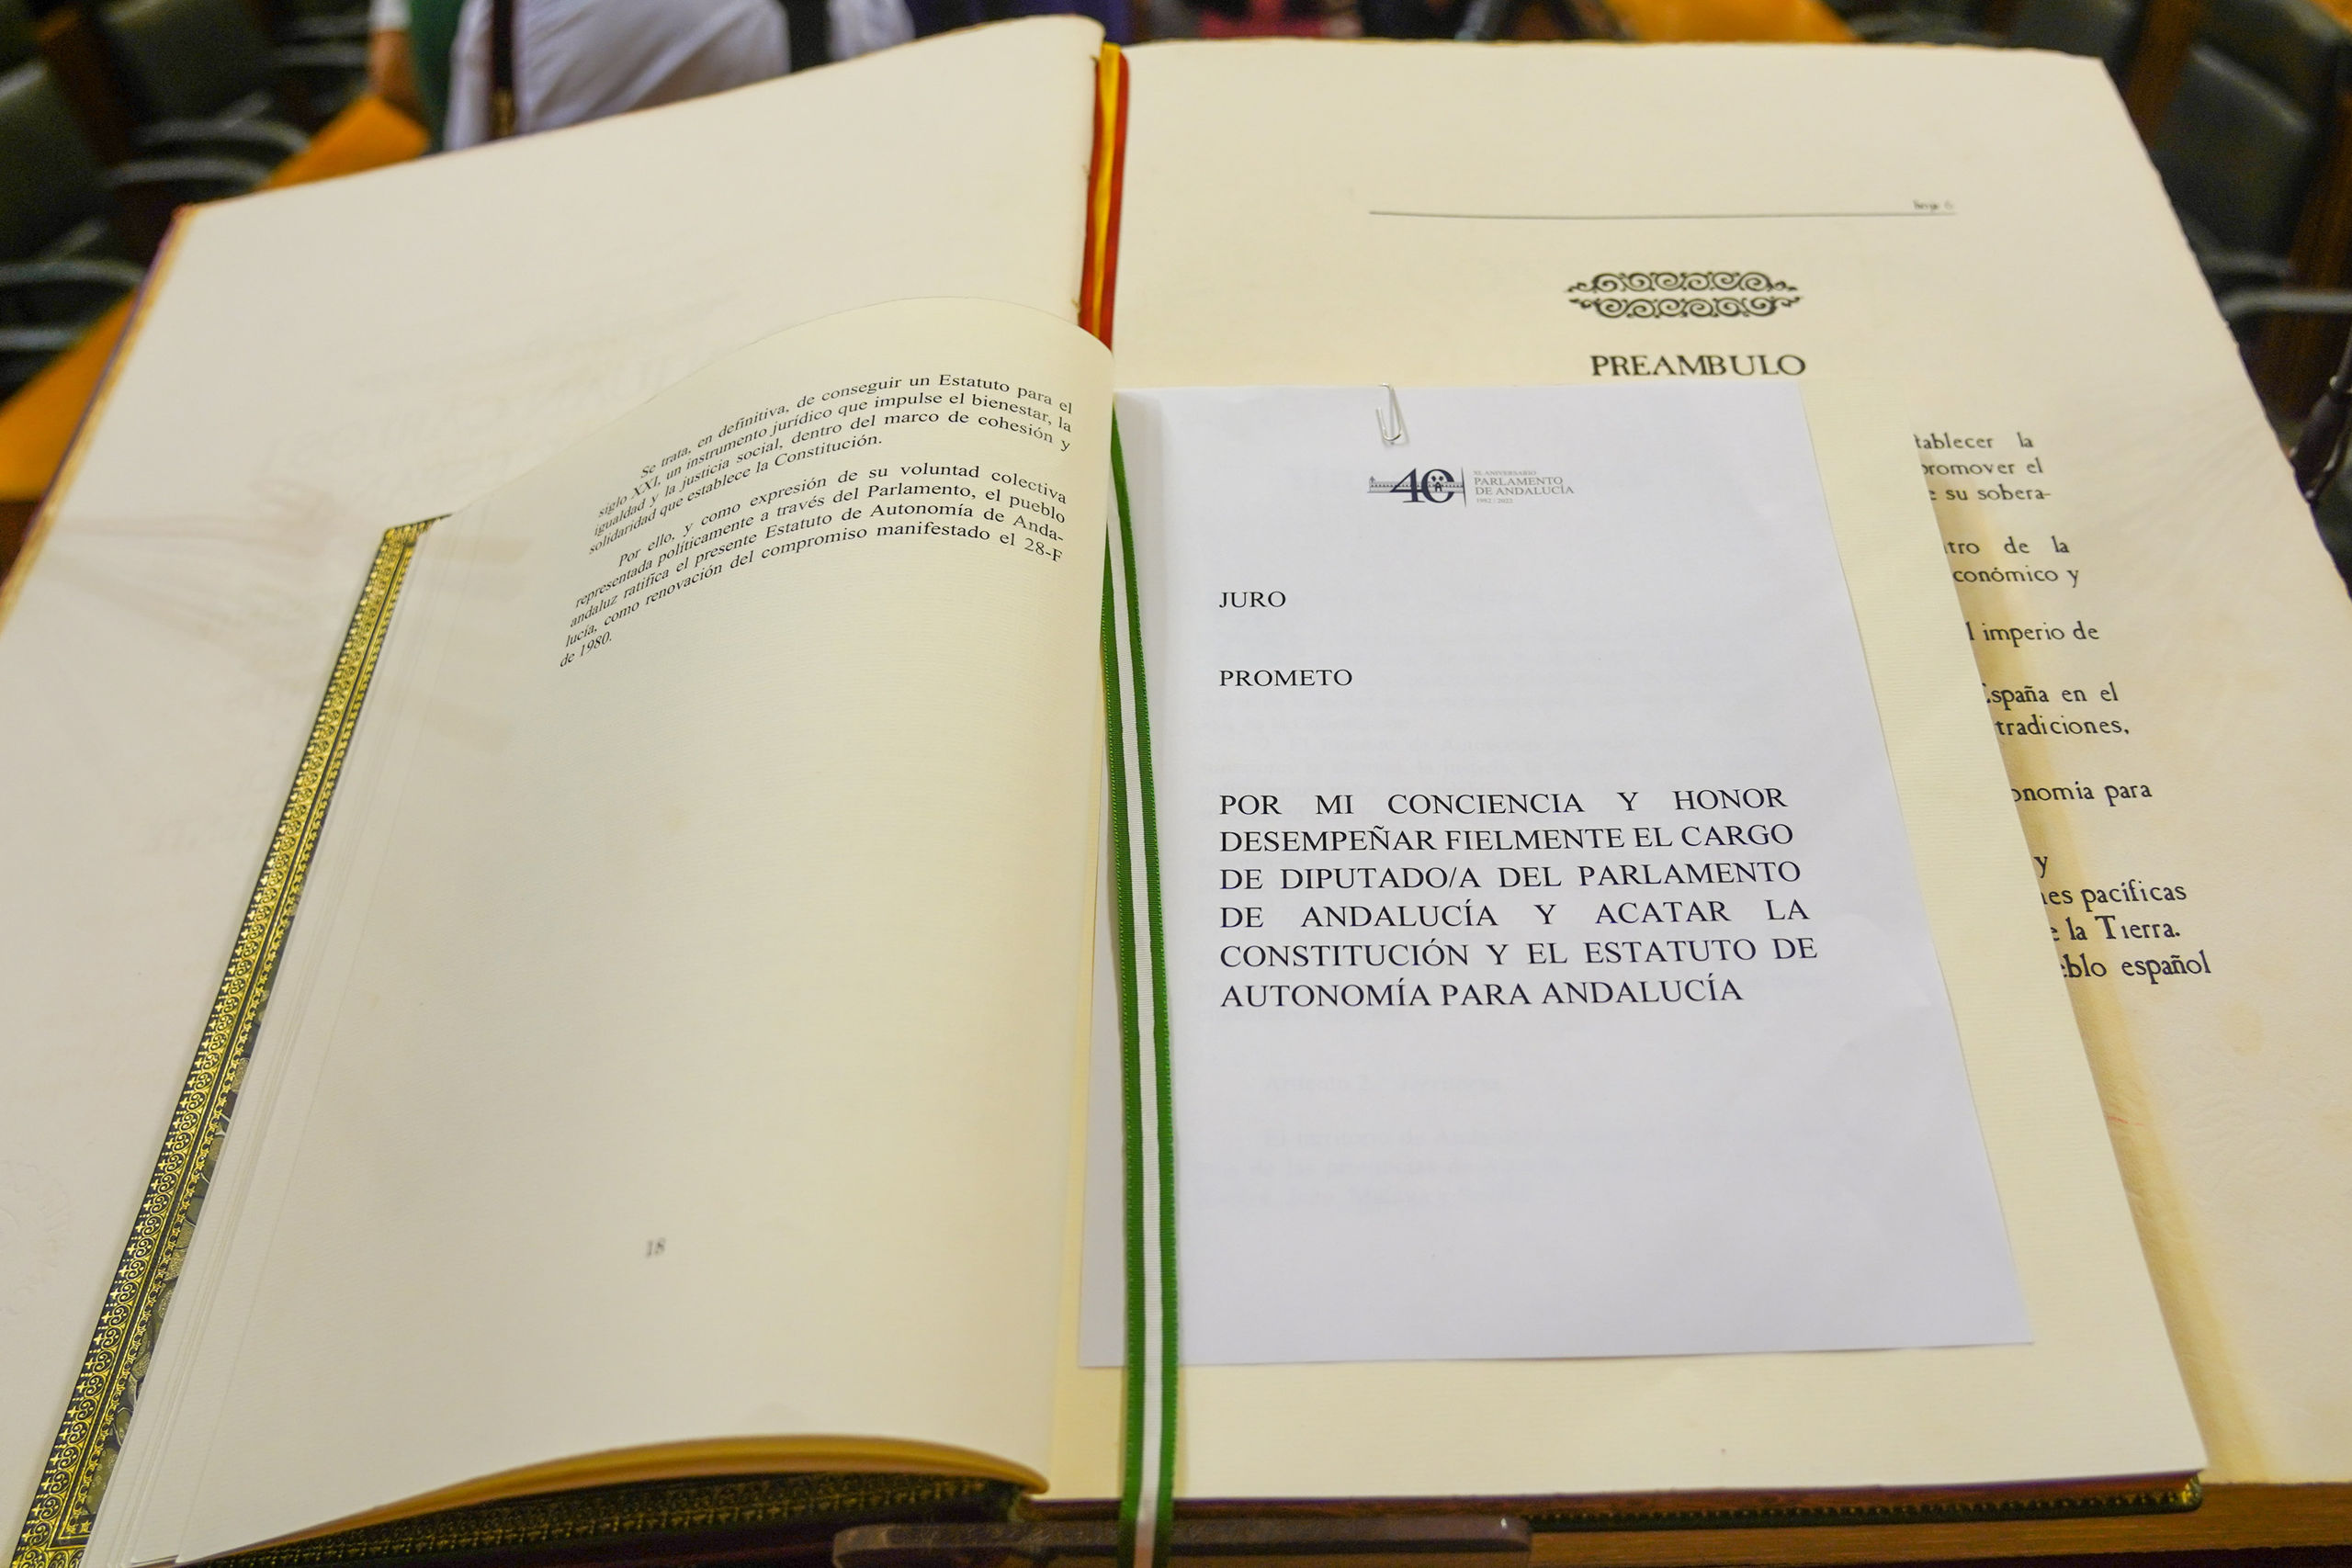 Se trata, en definitiva, de conseguir un Estatuto para el
siglo XXI, un instrumento jurídico que impulse el bienestar, la
igualdad y la justicia social, dentro del marco de cohesión y
solidaridad que establece la Constitución.
Por ello, y como expresión de su voluntad colectiva
representada políticamente a través del Parlamento, el pueblo
andaluz ratifica el presente Estatuto de Autonomía de Anda-
lucía, como renovación del compromiso manifestado el 28-F
de 1980.
18
PREAMBULO
40
XL ANIVERSARIO
PARLAMENTO
DE ANDALUCÍA
JURO
PROMETO
POR MI CONCIENCIA Y HONOR
DESEMPEÑAR FIELMENTE EL CARGO
DE DIPUTADO/A DEL PARLAMENTO
DE ANDALUCÍA Y ACATAR LA
CONSTITUCIÓN Y EL ESTATUTO DE
AUTONOMÍA PARA ANDALUCÍA
tablecer la
promover el
su sobera-
tro de la
conómico y
l imperio de
España en el
tradiciones,
onomia para
y
nes pacíficas
e la Tierra.
eblo español